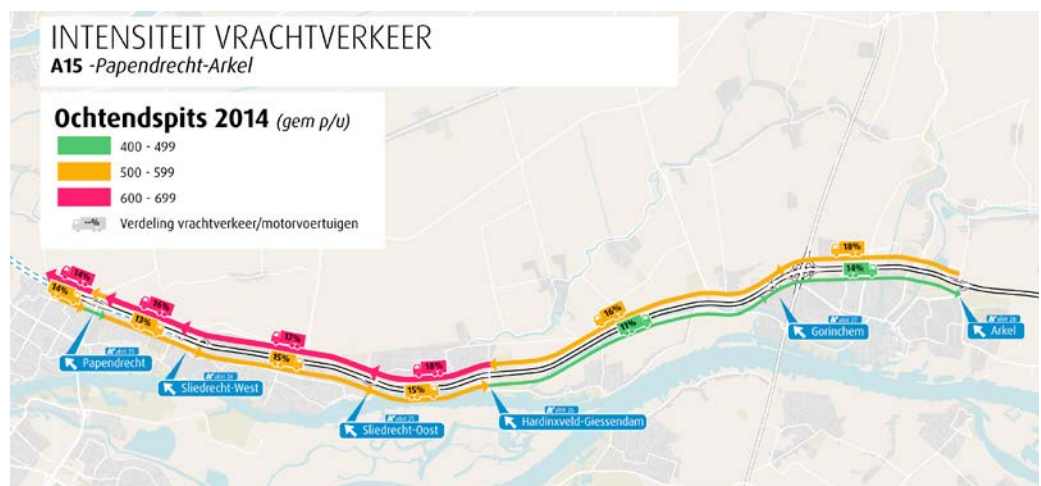 INTENSITEIT VRACHTVERKEER
A15 -Papendrecht-Arkel
Ochtendspits 2014 (gem p/u)
400 - 499
500 - 599
600 - 699
--% Verdeling vrachtverkeer/motorvoertuigen
18%
14%
14%
14%
16%
16%
13%
11%
17%
15%
18%
15%
Gorinchem
Arkel
Papendrecht
Sliedrecht-West
Hardinxveld-Giessendam
Sliedrecht-Oost